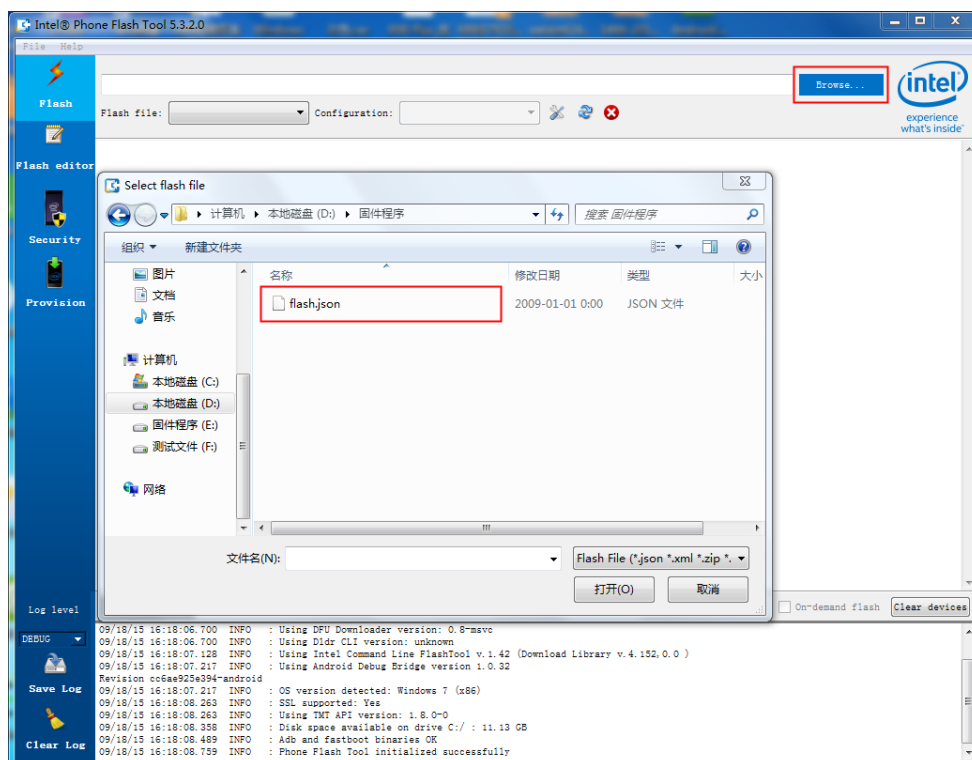 Intel® Phone Flash Tool 5.3.2.0
File Help
Flash
Browse...
intel
experience
what's inside™
Flash file:
Configuration:
Flash editor
Security
Provision
Select flash file
计算机 本地磁盘 (D:) 固件程序
搜索 固件程序
组织 新建文件夹
图片
文档
音乐
计算机
本地磁盘 (C:)
本地磁盘 (D:)
固件程序 (E:)
测试文件 (F:)
网络
名称 修改日期 类型 大小
flash.json 2009-01-01 0:00 JSON 文件
文件名(N):
Flash File (*.json *.xml *.zip *.
打开(O) 取消
On-demand flash Clear devices
Log level
DEBUG
Save Log
Clear Log
09/18/15 16:18:06.700 INFO : Using DFU Downloader version: 0.8-msvc
09/18/15 16:18:06.700 INFO : Using Dldr CLI version: unknown
09/18/15 16:18:07.128 INFO : Using Intel Command Line FlashTool v.1.42 (Download Library v.4.152.0.0 )
09/18/15 16:18:07.217 INFO : Using Android Debug Bridge version 1.0.32
Revision cc6ae925e394-android
09/18/15 16:18:07.217 INFO : OS version detected: Windows 7 (x86)
09/18/15 16:18:08.263 INFO : SSL supported: Yes
09/18/15 16:18:08.263 INFO : Using TMT API version: 1.8.0-0
09/18/15 16:18:08.358 INFO : Disk space available on drive C:/ : 11.13 GB
09/18/15 16:18:08.489 INFO : Adb and fastboot binaries OK
09/18/15 16:18:08.759 INFO : Phone Flash Tool initialized successfully